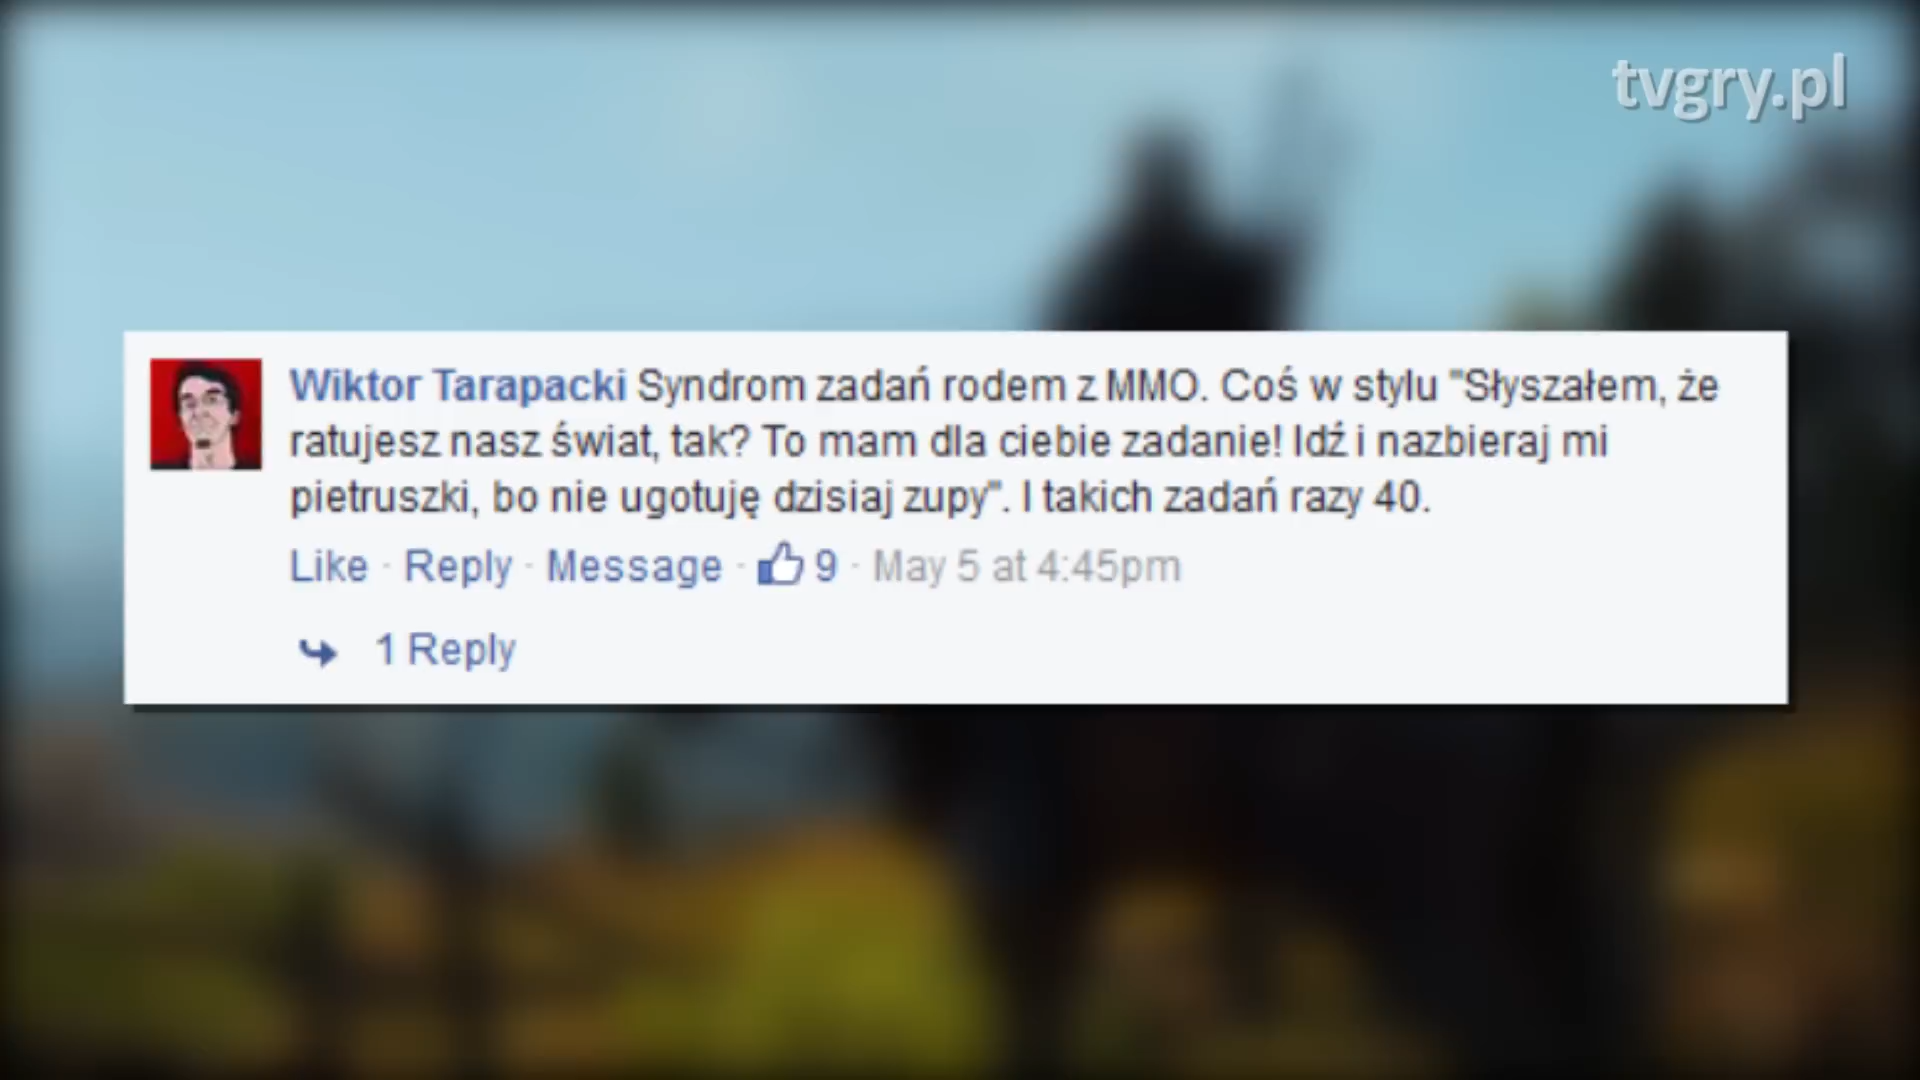 tvgry.pl
Wiktor Tarapacki Syndrom zadań rodem z MMO. Coś w stylu "Słyszałem, że
ratujesz nasz świat, tak? To mam dla ciebie zadanie! Idź i nazbieraj mi
pietruszki, bo nie ugotuję dzisiaj zupy". I takich zadań razy 40.
Like · Reply · Message · 9 · May 5 at 4:45pm
1 Reply